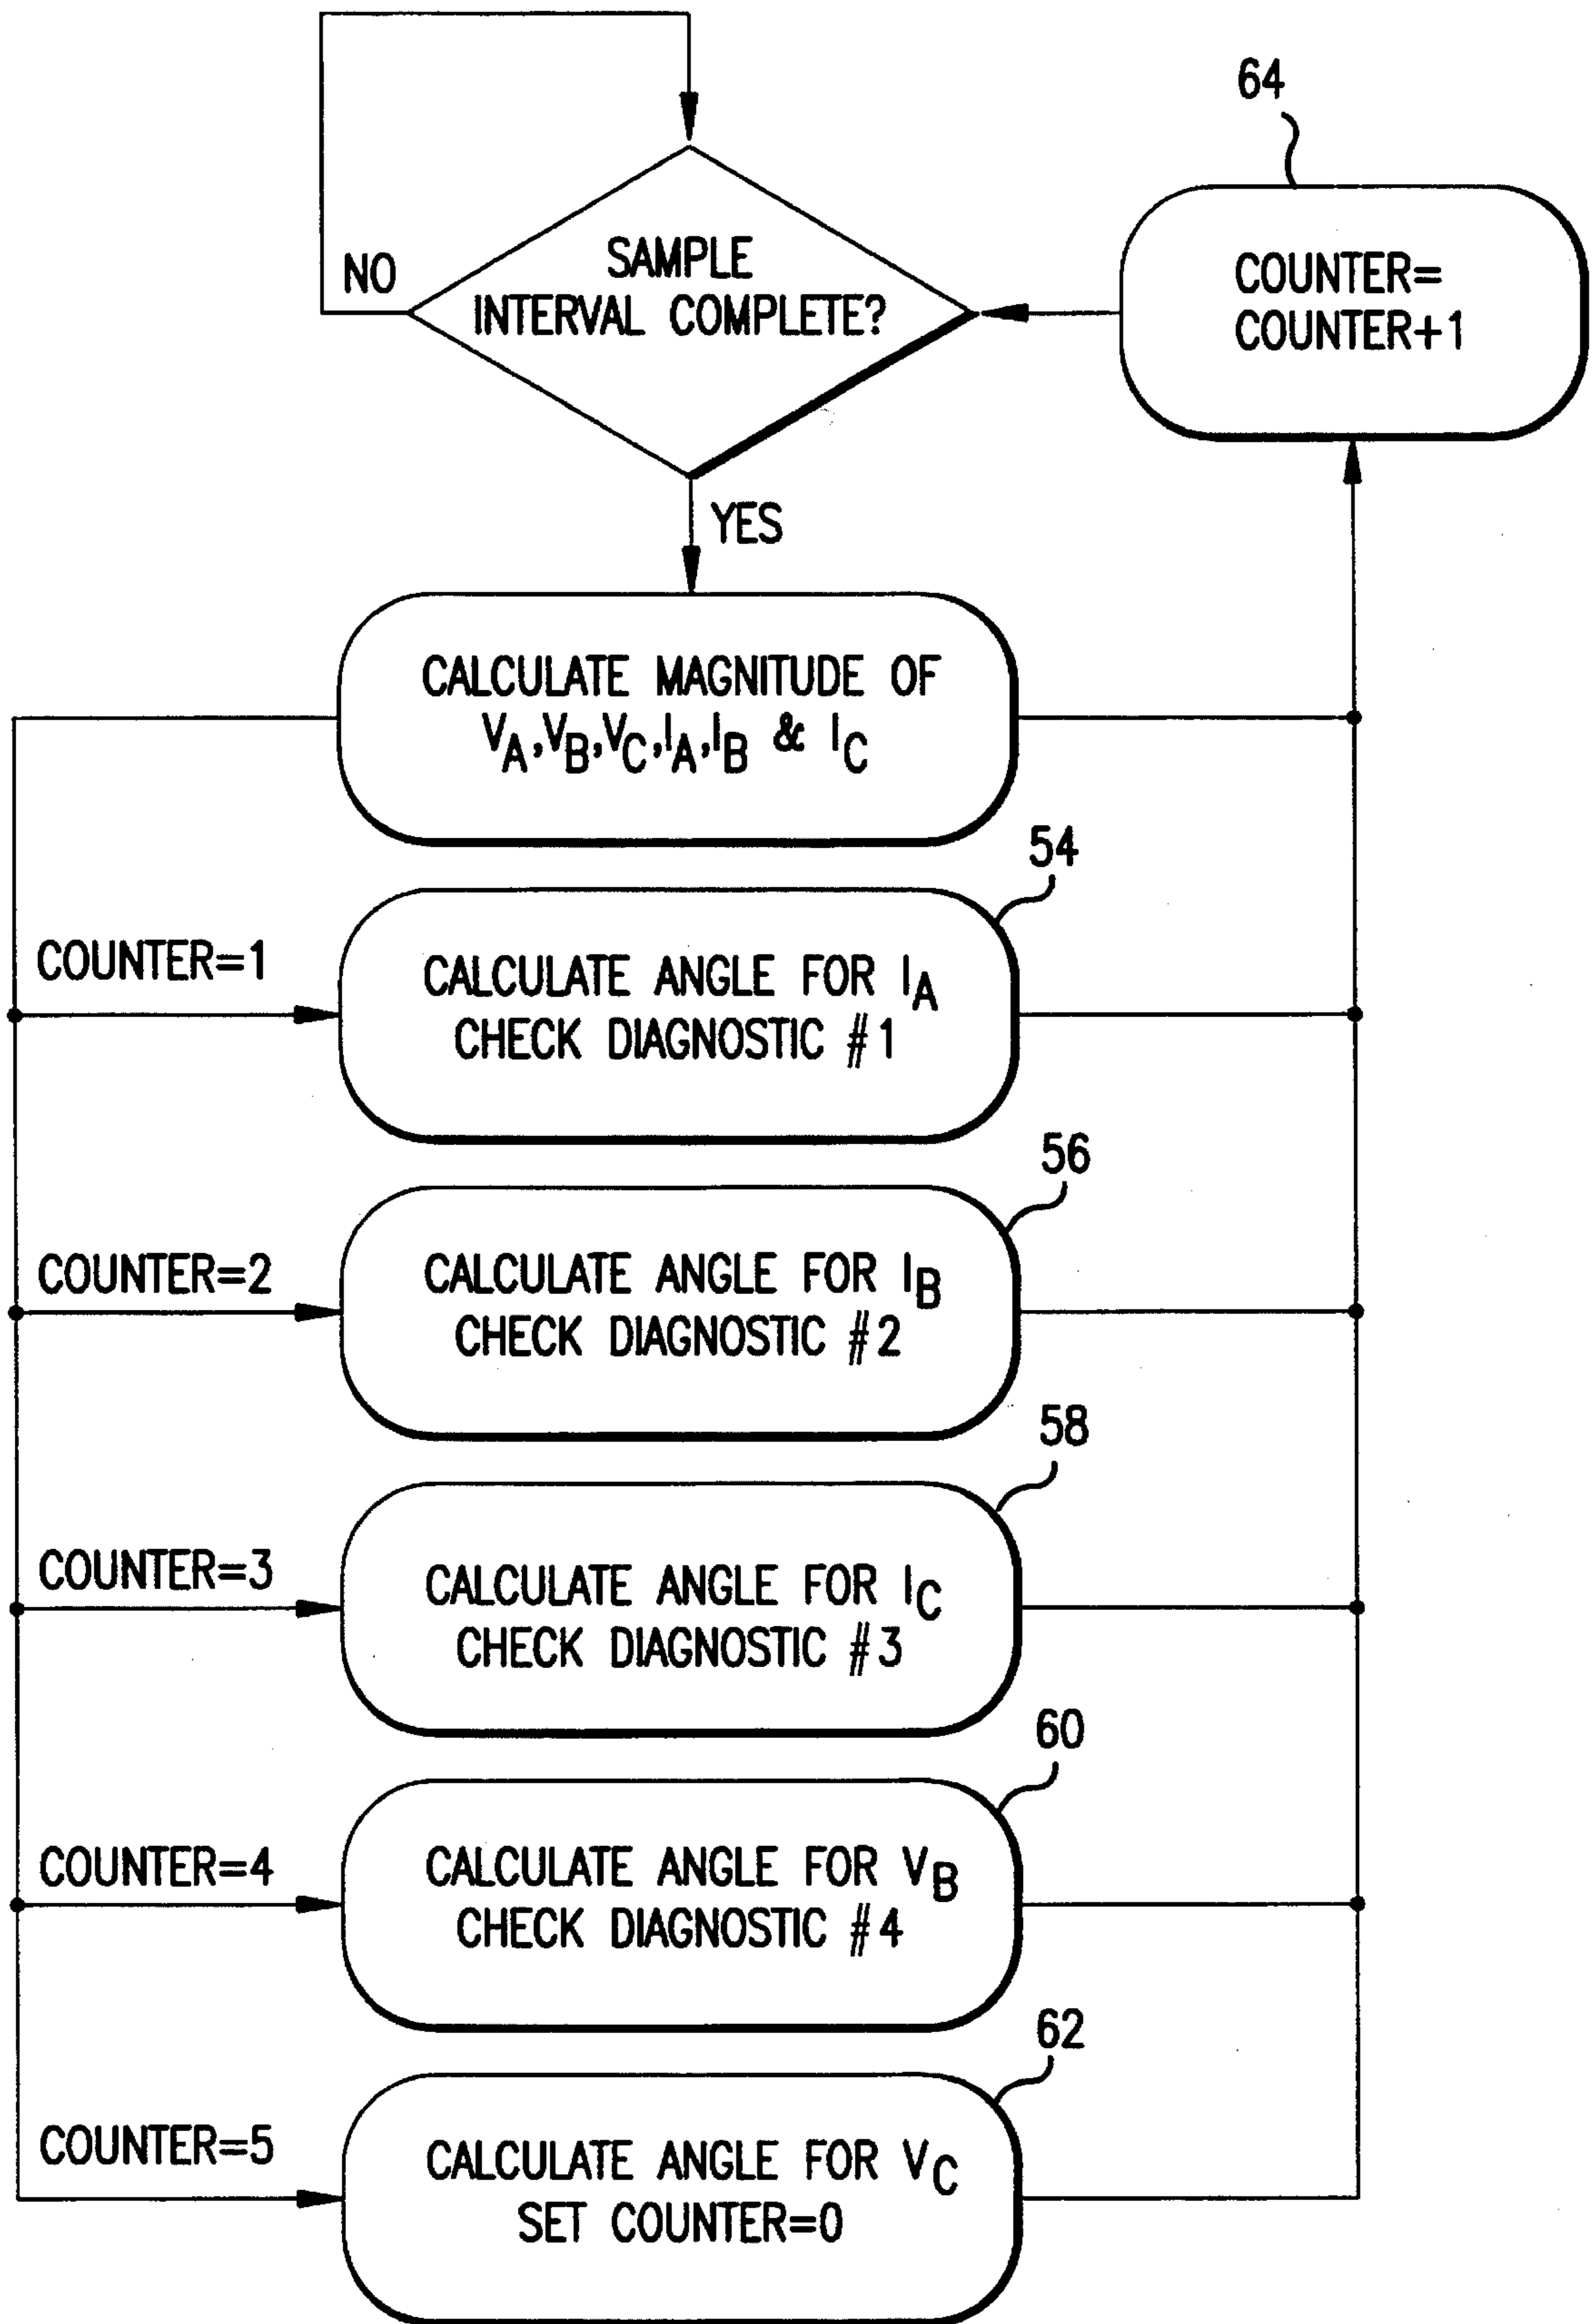 64
SAMPLE
INTERVAL COMPLETE?
NO
COUNTER=
COUNTER+1
YES
CALCULATE MAGNITUDE OF
VA,VB,VC,IA,IB & IC
54
COUNTER=1
CALCULATE ANGLE FOR IA
CHECK DIAGNOSTIC #1
56
COUNTER=2
CALCULATE ANGLE FOR IB
CHECK DIAGNOSTIC #2
58
COUNTER=3
CALCULATE ANGLE FOR IC
CHECK DIAGNOSTIC #3
60
COUNTER=4
CALCULATE ANGLE FOR VB
CHECK DIAGNOSTIC #4
62
COUNTER=5
CALCULATE ANGLE FOR VC
SET COUNTER=0